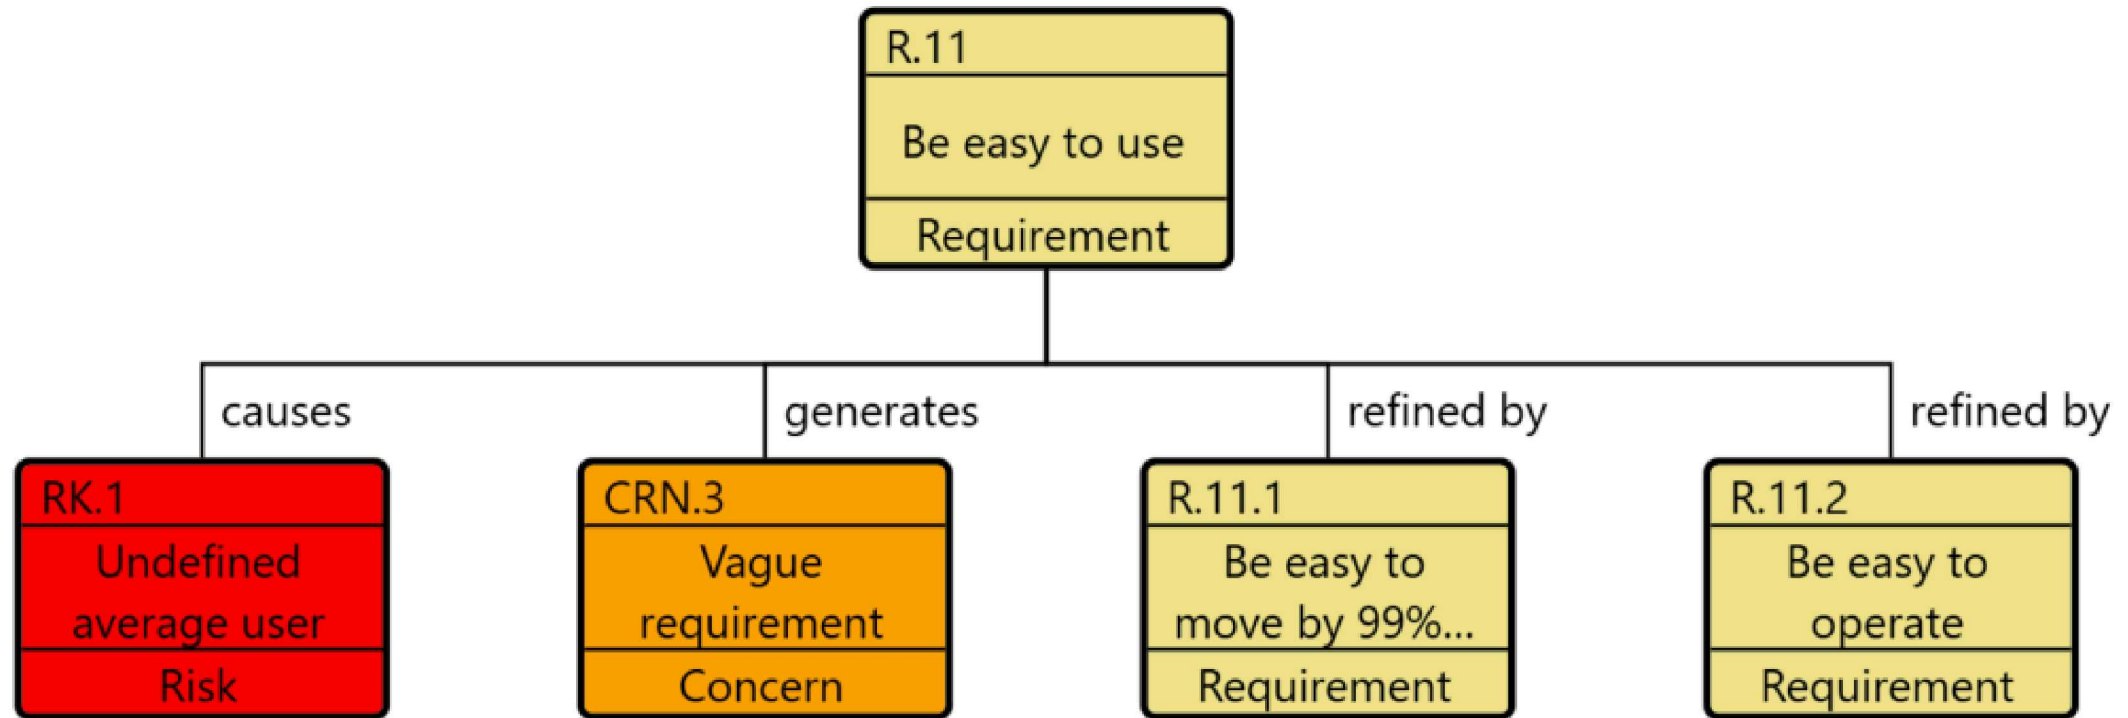 R.11
Be easy to use
Requirement
causes
generates
refined by
refined by
RK.1
Undefined
average user
Risk
CRN.3
Vague
requirement
Concern
R.11.1
Be easy to
move by 99%...
Requirement
R.11.2
Be easy to
operate
Requirement